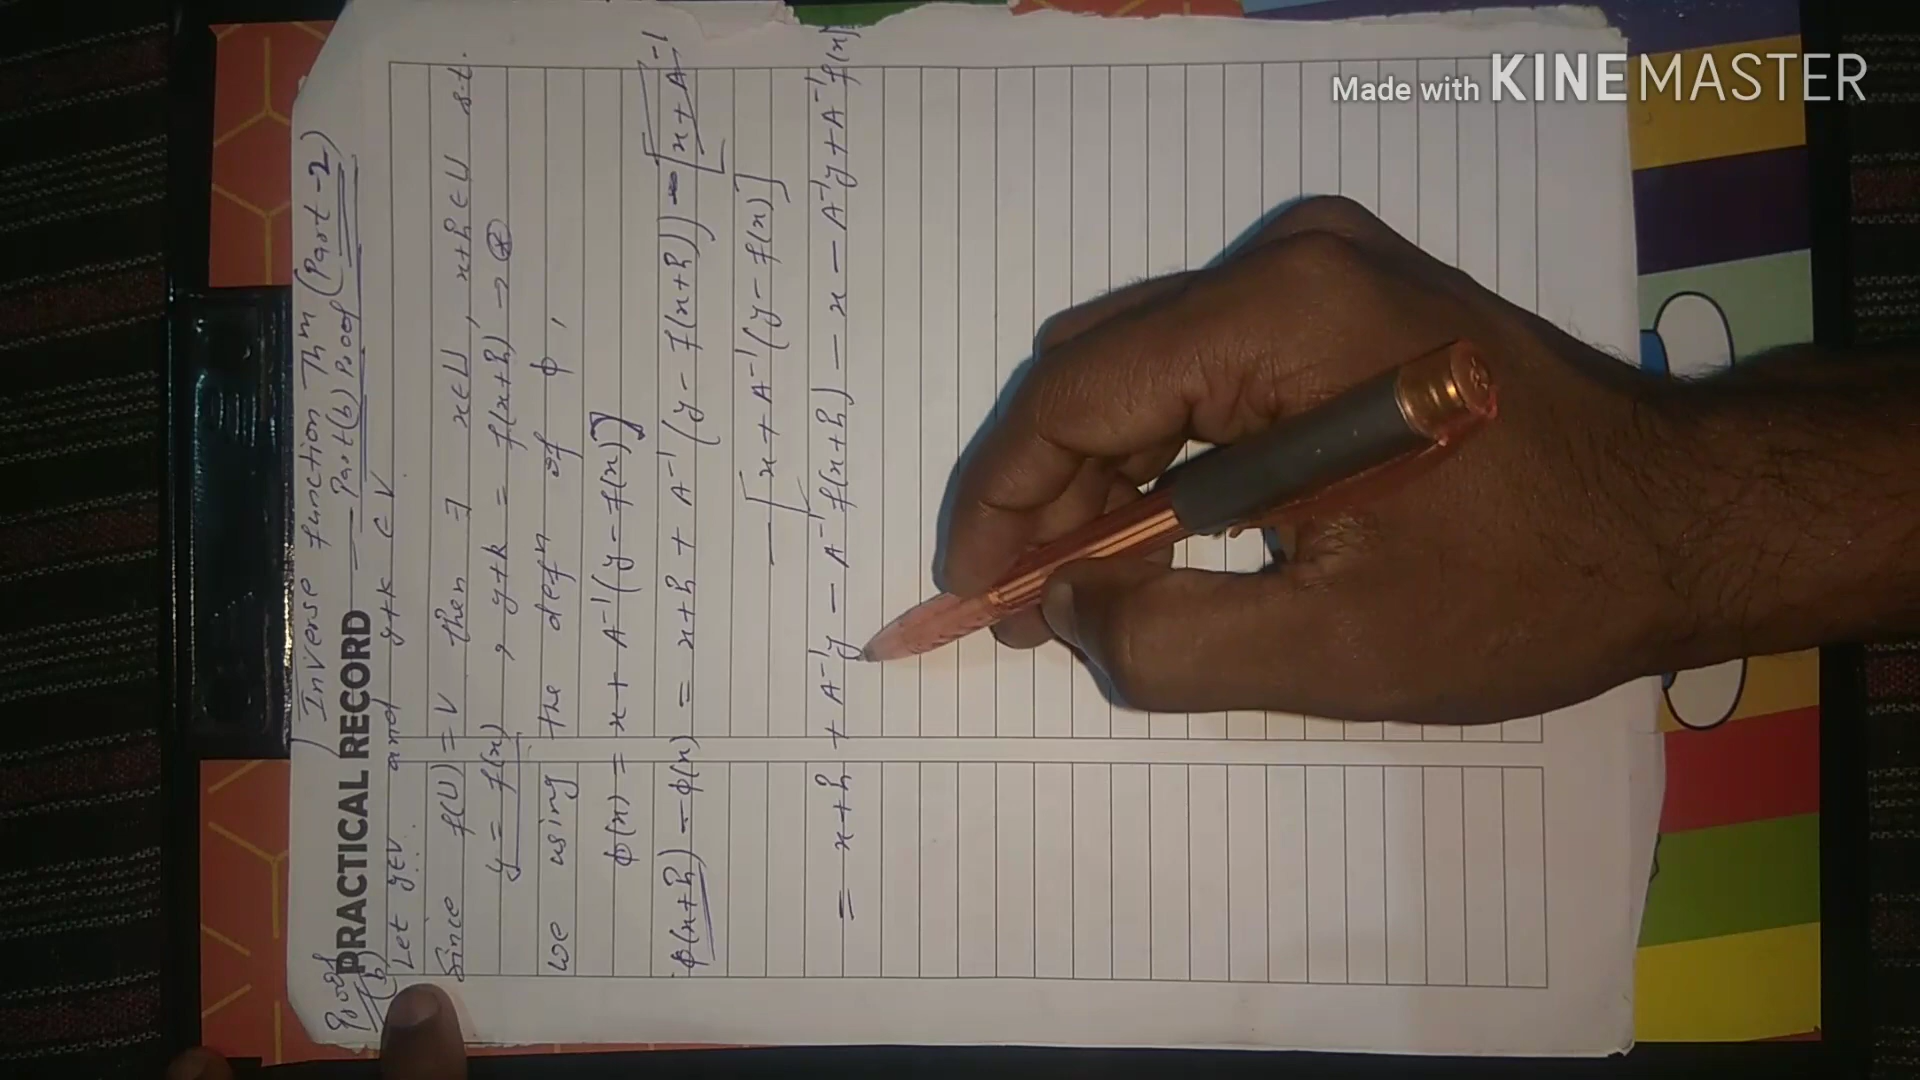 Made with KINEMASTER
Inverse function Thm (Part-2)
Proof
PRACTICAL RECORD
— Part(b) Proof
(b)
Let y∈V and y+k ∈ V
Since f(U)=V then ∃ x∈U, x+h∈U s.t.
y = f(x), y+k = f(x+h) → ⊛
we using the defn of φ,
φ(x) = x + A⁻¹(y-f(x))
φ(x+h) - φ(x) = x+h + A⁻¹(y - f(x+h)) - [x+A⁻¹
- [x + A⁻¹(y - f(x)]
= x+h + A⁻¹y - A⁻¹f(x+h) - x - A⁻¹y + A⁻¹f(x)